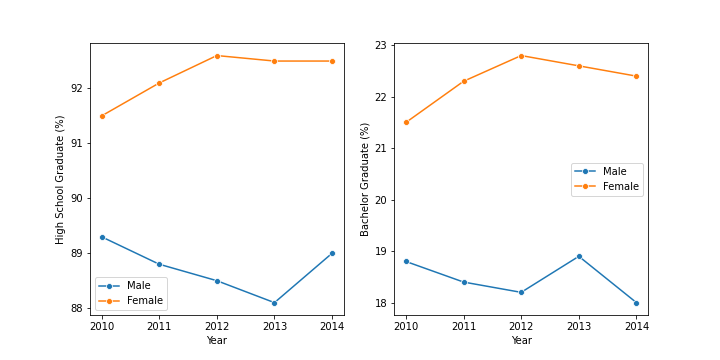 High School Graduate (%)
92
91
90
89
88
Male
Female
2010 2011 2012 2013 2014
Year
Bachelor Graduate (%)
23
22
21
20
19
18
Male
Female
2010 2011 2012 2013 2014
Year